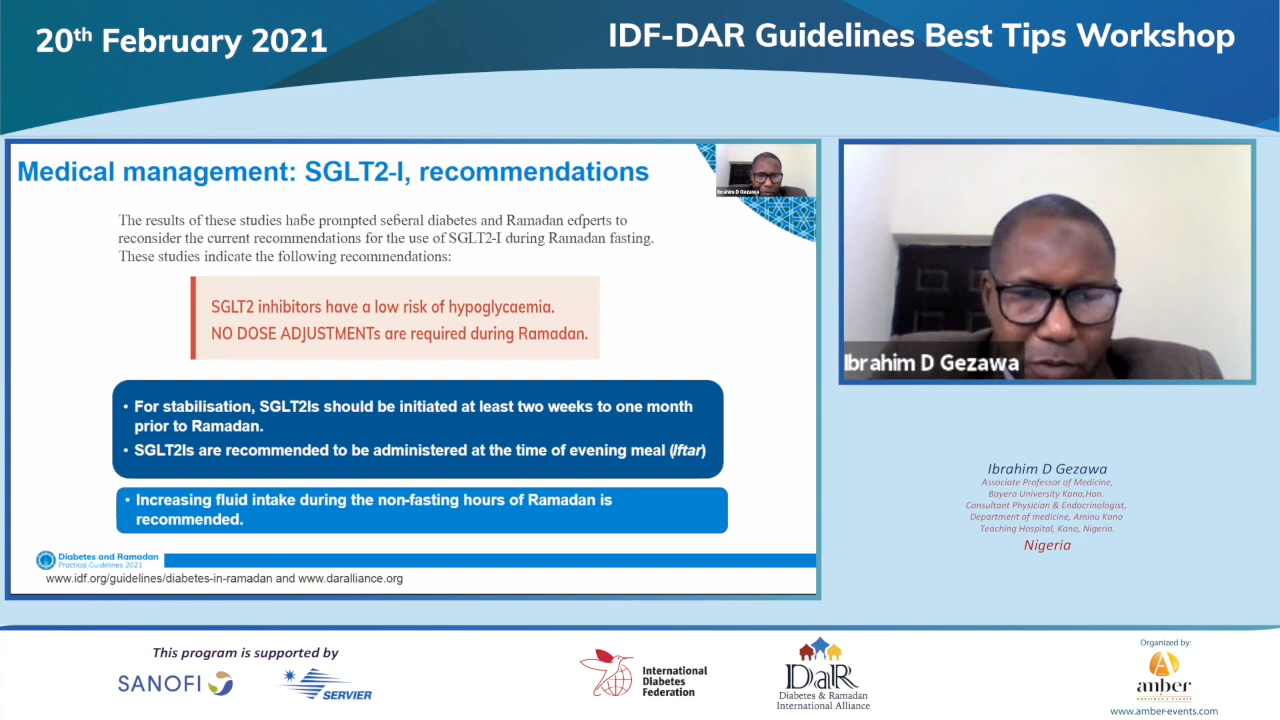 20th February 2021
IDF-DAR Guidelines Best Tips Workshop
Medical management: SGLT2-I, recommendations
Ibrahim D Gezawa
The results of these studies haɓe prompted seɓeral diabetes and Ramadan eɗperts to
reconsider the current recommendations for the use of SGLT2-I during Ramadan fasting.
These studies indicate the following recommendations:
SGLT2 inhibitors have a low risk of hypoglycaemia.
NO DOSE ADJUSTMENTs are required during Ramadan.
• For stabilisation, SGLT2Is should be initiated at least two weeks to one month
prior to Ramadan.
• SGLT2Is are recommended to be administered at the time of evening meal (Iftar)
• Increasing fluid intake during the non-fasting hours of Ramadan is
recommended.
Diabetes and Ramadan
Practical Guidelines 2021
www.idf.org/guidelines/diabetes-in-ramadan and www.daralliance.org
Ibrahim D Gezawa
Ibrahim D Gezawa
Associate Professor of Medicine,
Bayero University Kano,Hon.
Consultant Physician & Endocrinologist,
Department of medicine, Aminu Kano
Teaching Hospital, Kano, Nigeria.
Nigeria
This program is supported by
SANOFI
SERVIER
International
Diabetes
Federation
DaR
Diabetes & Ramadan
International Alliance
Organized by:
anber
www.amber-events.com